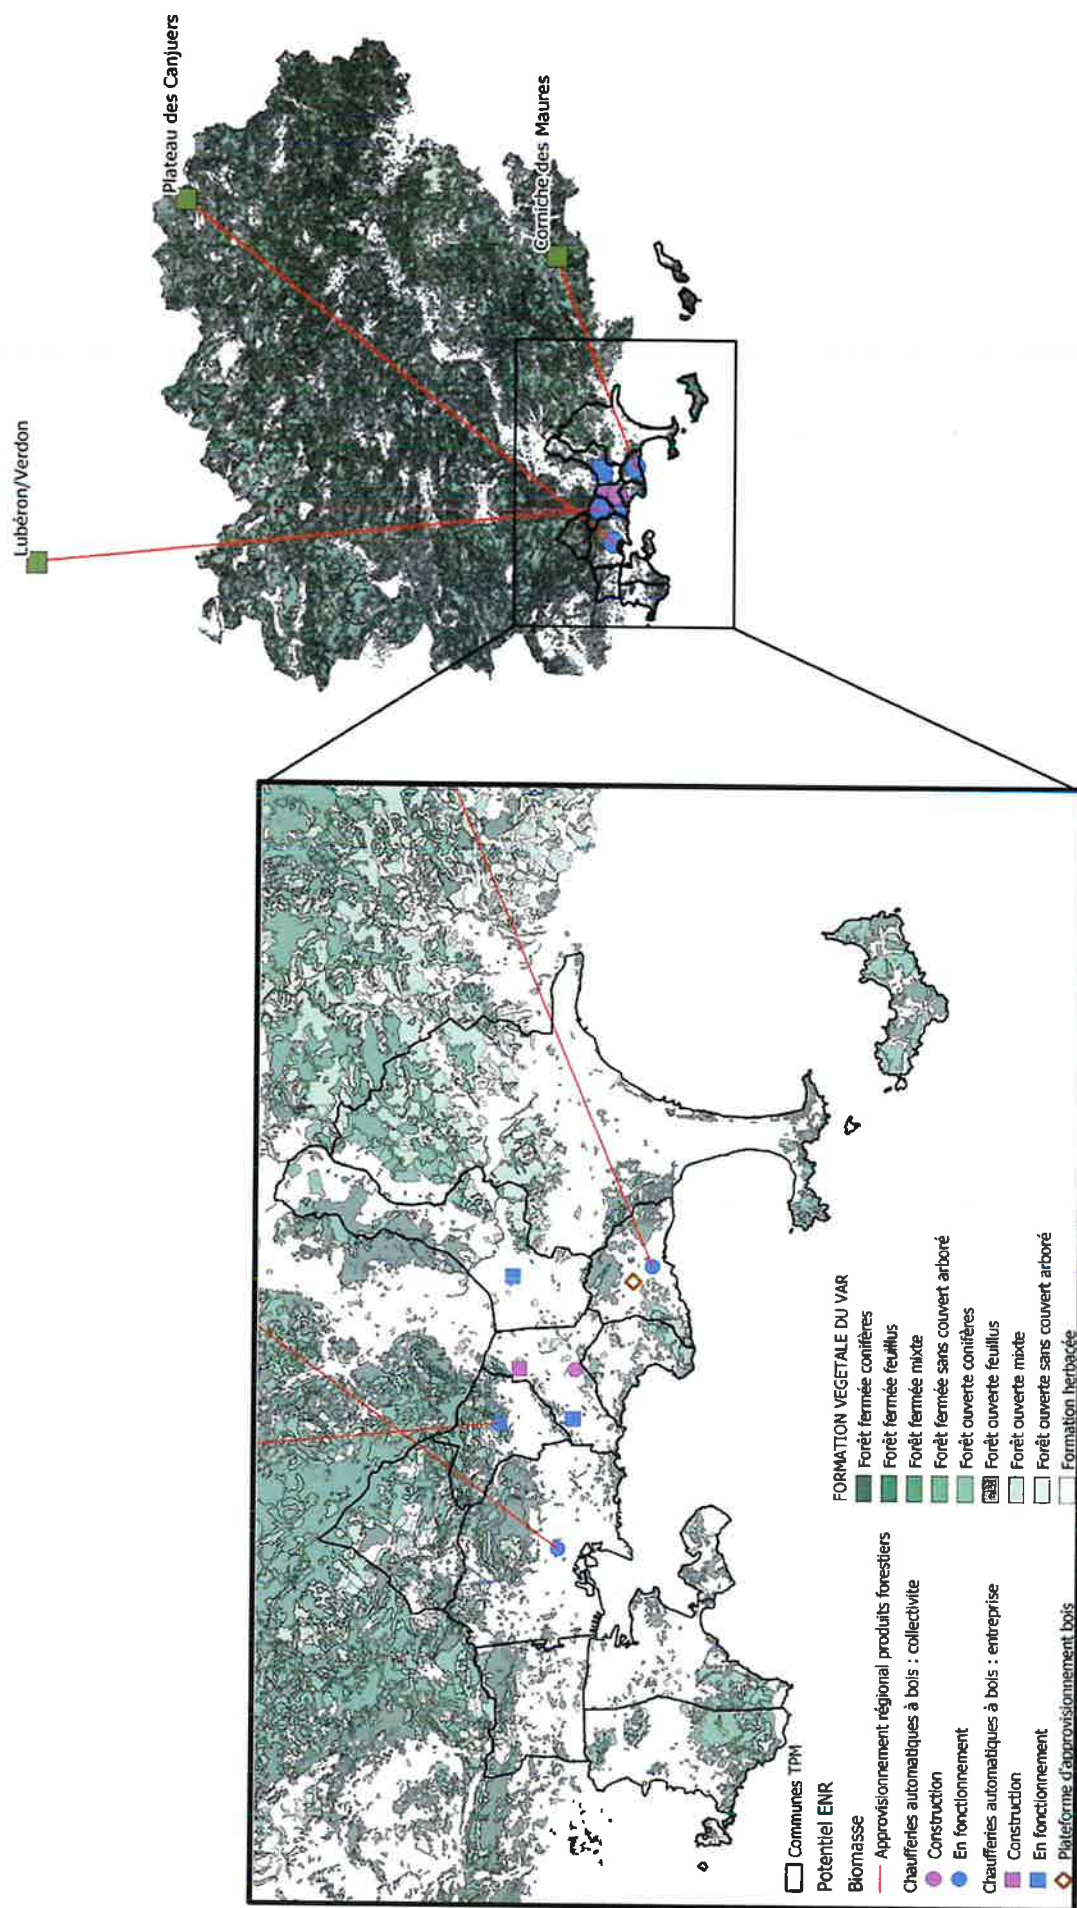 Lubéron/Verdon
Plateau des Canjuers
Corniche des Maures
Communes TPM
Potentiel ENR
Biomasse
Approvisionnement régional produits forestiers
Chaufferies automatiques à bois : collectivite
Construction
En fonctionnement
Chaufferies automatiques à bois : entreprise
Construction
En fonctionnement
Plateforme d'approvisionnement bois
FORMATION VEGETALE DU VAR
Forêt fermée conifères
Forêt fermée feuillus
Forêt fermée mixte
Forêt fermée sans couvert arboré
Forêt ouverte conifères
Forêt ouverte feuillus
Forêt ouverte mixte
Forêt ouverte sans couvert arboré
Formation herbacée